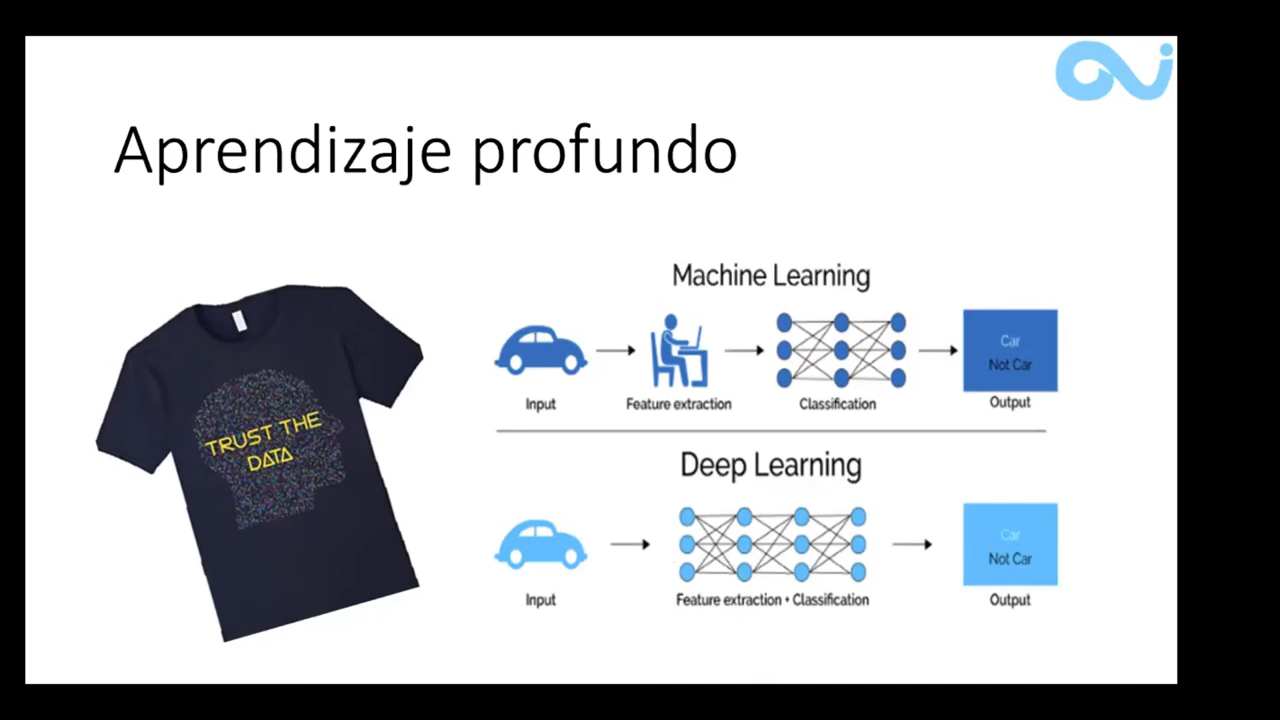 Aprendizaje profundo
TRUST THE
DATA
Machine Learning
Car
Not Car
Input
Feature extraction
Classification
Output
Deep Learning
Car
Not Car
Input
Feature extraction + Classification
Output